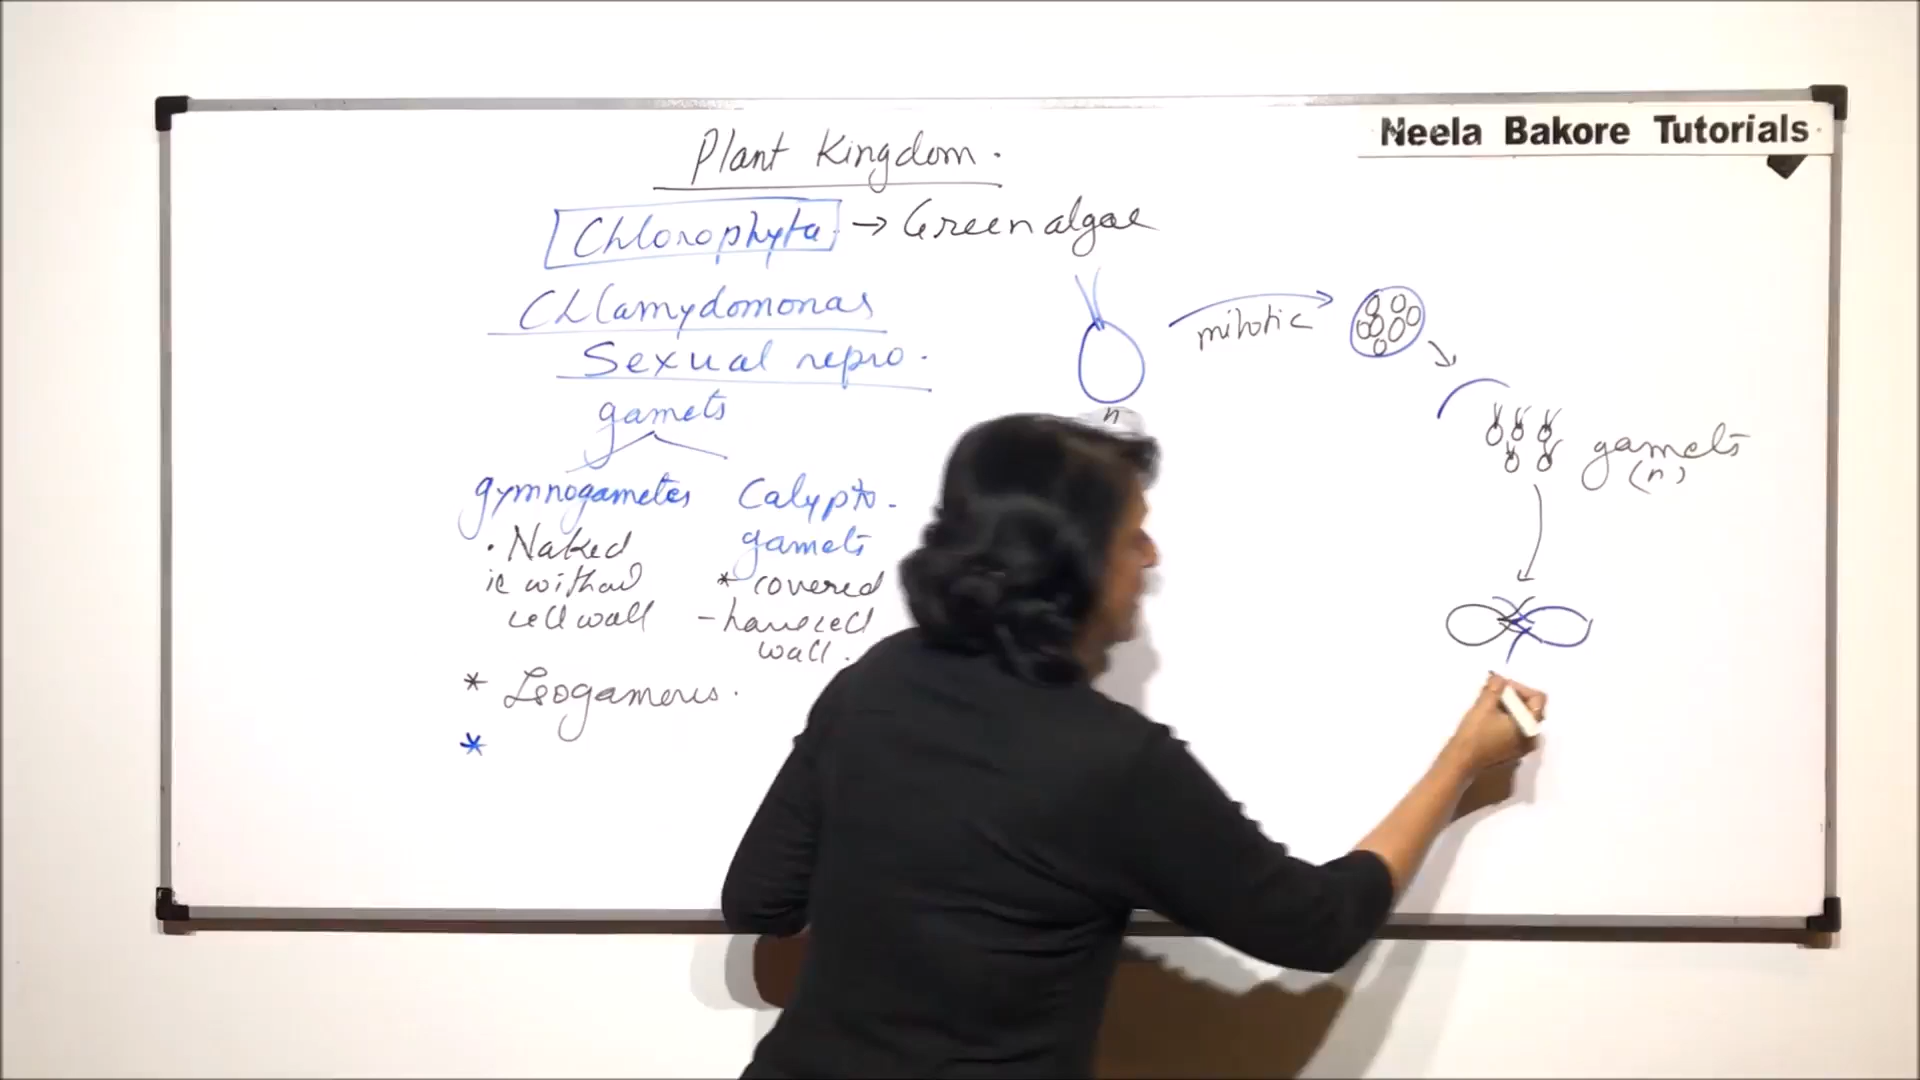 Neela Bakore Tutorials
Plant Kingdom.
Chlorophyta → Green algae
Chlamydomonas
Sexual repro.
gamets
gymnogametes
Calypto-
gamets
. Naked
ie without
cell wall
* covered
- have cell
wall.
* Isogamous.
*
n
mitotic
gamets
(n)